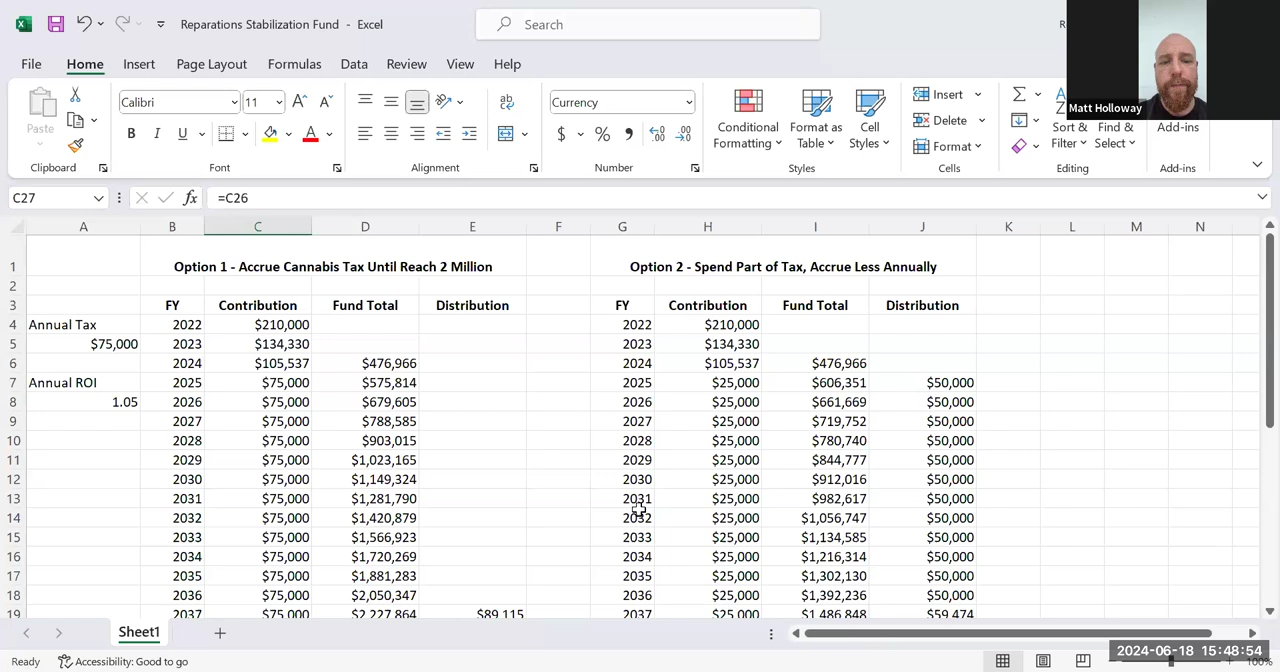 Reparations Stabilization Fund - Excel
Search
File Home Insert Page Layout Formulas Data Review View Help
Matt Holloway
Paste
Calibri 11
Currency
Conditional Formatting
Format as Table
Cell Styles
Insert
Delete
Format
Sort & Filter
Find & Select
Add-ins
Clipboard Font Alignment Number Styles Cells Editing Add-ins
C27 fx =C26
A B C D E F G H I J K L M N
1 Option 1 - Accrue Cannabis Tax Until Reach 2 Million Option 2 - Spend Part of Tax, Accrue Less Annually
2
3 FY Contribution Fund Total Distribution FY Contribution Fund Total Distribution
4 Annual Tax 2022 $210,000 2022 $210,000
5 $75,000 2023 $134,330 2023 $134,330
6 2024 $105,537 $476,966 2024 $105,537 $476,966
7 Annual ROI 2025 $75,000 $575,814 2025 $25,000 $606,351 $50,000
8 1.05 2026 $75,000 $679,605 2026 $25,000 $661,669 $50,000
9 2027 $75,000 $788,585 2027 $25,000 $719,752 $50,000
10 2028 $75,000 $903,015 2028 $25,000 $780,740 $50,000
11 2029 $75,000 $1,023,165 2029 $25,000 $844,777 $50,000
12 2030 $75,000 $1,149,324 2030 $25,000 $912,016 $50,000
13 2031 $75,000 $1,281,790 2031 $25,000 $982,617 $50,000
14 2032 $75,000 $1,420,879 2032 $25,000 $1,056,747 $50,000
15 2033 $75,000 $1,566,923 2033 $25,000 $1,134,585 $50,000
16 2034 $75,000 $1,720,269 2034 $25,000 $1,216,314 $50,000
17 2035 $75,000 $1,881,283 2035 $25,000 $1,302,130 $50,000
18 2036 $75,000 $2,050,347 2036 $25,000 $1,392,236 $50,000
19 2037 $75,000 $2,227,864 $89,115 2037 $25,000 $1,486,848 $59,474
Sheet1
Ready Accessibility: Good to go
2024-06-18 15:48:54
100%